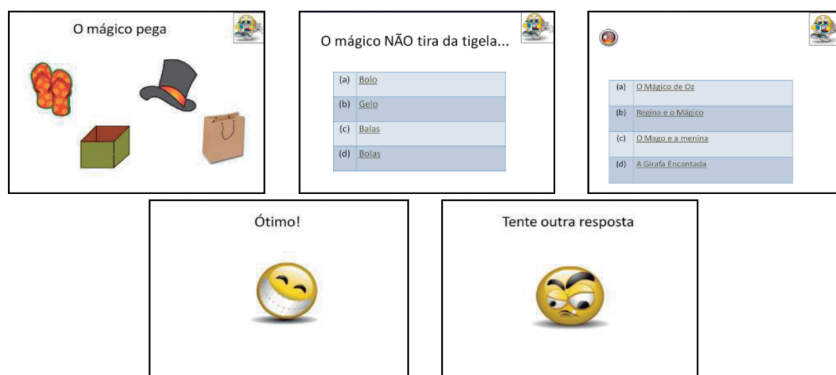 O mágico pega
O mágico NÃO tira da tigela...
(a) Bolo
(b) Gelo
(c) Balas
(d) Bolas
(a) O Mágico de Oz
(b) Regina e o Mágico
(c) O Mago e a menina
(d) A Girafa Encantada
Ótimo!
Tente outra resposta